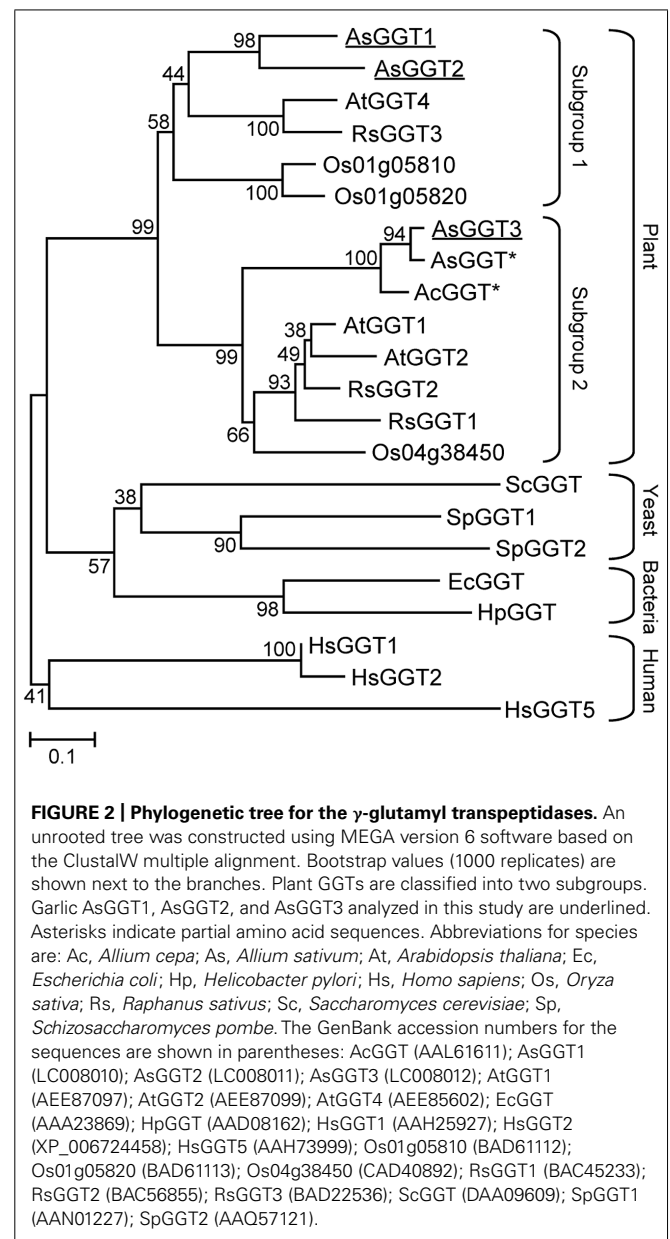 98
AsGGT1
AsGGT2
44
AtGGT4
100
RsGGT3
58
Os01g05810
100
Os01g05820
Subgroup 1
99
94
AsGGT3
100
AsGGT*
AcGGT*
Plant
Subgroup 2
38
AtGGT1
99
49
AtGGT2
93
RsGGT2
66
RsGGT1
Os04g38450
38
ScGGT
SpGGT1
90
SpGGT2
Yeast
57
EcGGT
98
HpGGT
Bacteria
100
HsGGT1
HsGGT2
41
HsGGT5
Human
0.1
FIGURE 2 | Phylogenetic tree for the γ-glutamyl transpeptidases. An
unrooted tree was constructed using MEGA version 6 software based on
the ClustalW multiple alignment. Bootstrap values (1000 replicates) are
shown next to the branches. Plant GGTs are classified into two subgroups.
Garlic AsGGT1, AsGGT2, and AsGGT3 analyzed in this study are underlined.
Asterisks indicate partial amino acid sequences. Abbreviations for species
are: Ac, Allium cepa; As, Allium sativum; At, Arabidopsis thaliana; Ec,
Escherichia coli; Hp, Helicobacter pylori; Hs, Homo sapiens; Os, Oryza
sativa; Rs, Raphanus sativus; Sc, Saccharomyces cerevisiae; Sp,
Schizosaccharomyces pombe. The GenBank accession numbers for the
sequences are shown in parentheses: AcGGT (AAL61611); AsGGT1
(LC008010); AsGGT2 (LC008011); AsGGT3 (LC008012); AtGGT1
(AEE87097); AtGGT2 (AEE87099); AtGGT4 (AEE85602); EcGGT
(AAA23869); HpGGT (AAD08162); HsGGT1 (AAH25927); HsGGT2
(XP_006724458); HsGGT5 (AAH73999); Os01g05810 (BAD61112);
Os01g05820 (BAD61113); Os04g38450 (CAD40892); RsGGT1 (BAC45233);
RsGGT2 (BAC56855); RsGGT3 (BAD22536); ScGGT (DAA09609); SpGGT1
(AAN01227); SpGGT2 (AAQ57121).